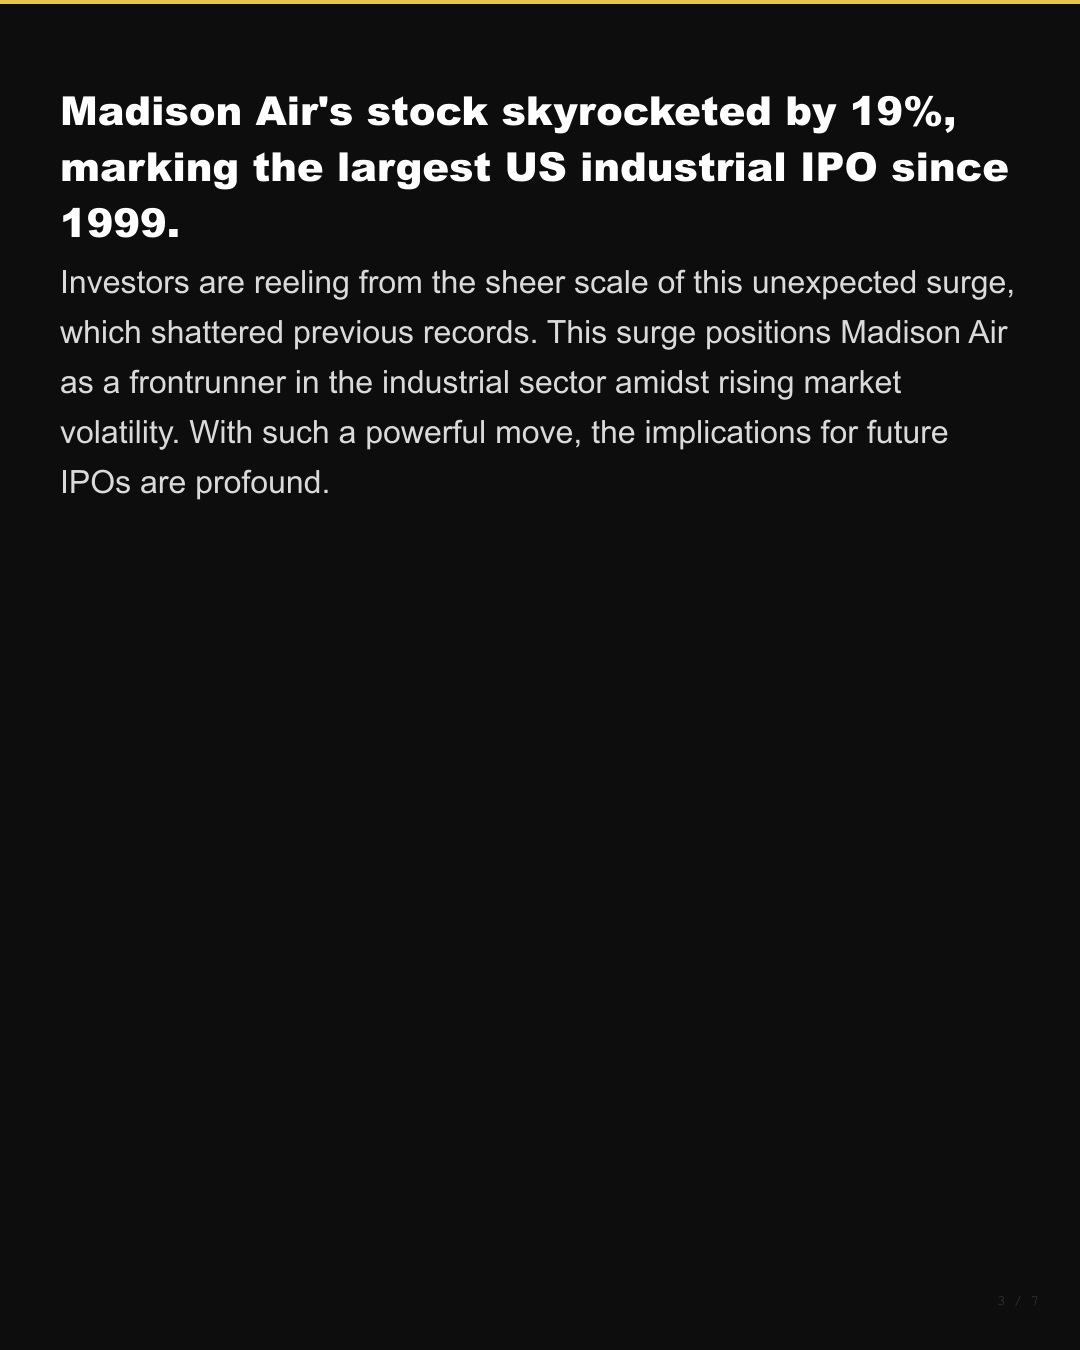 Madison Air's stock skyrocketed by 19%,
marking the largest US industrial IPO since
1999.
Investors are reeling from the sheer scale of this unexpected surge,
which shattered previous records. This surge positions Madison Air
as a frontrunner in the industrial sector amidst rising market
volatility. With such a powerful move, the implications for future
IPOs are profound.
3 / 7